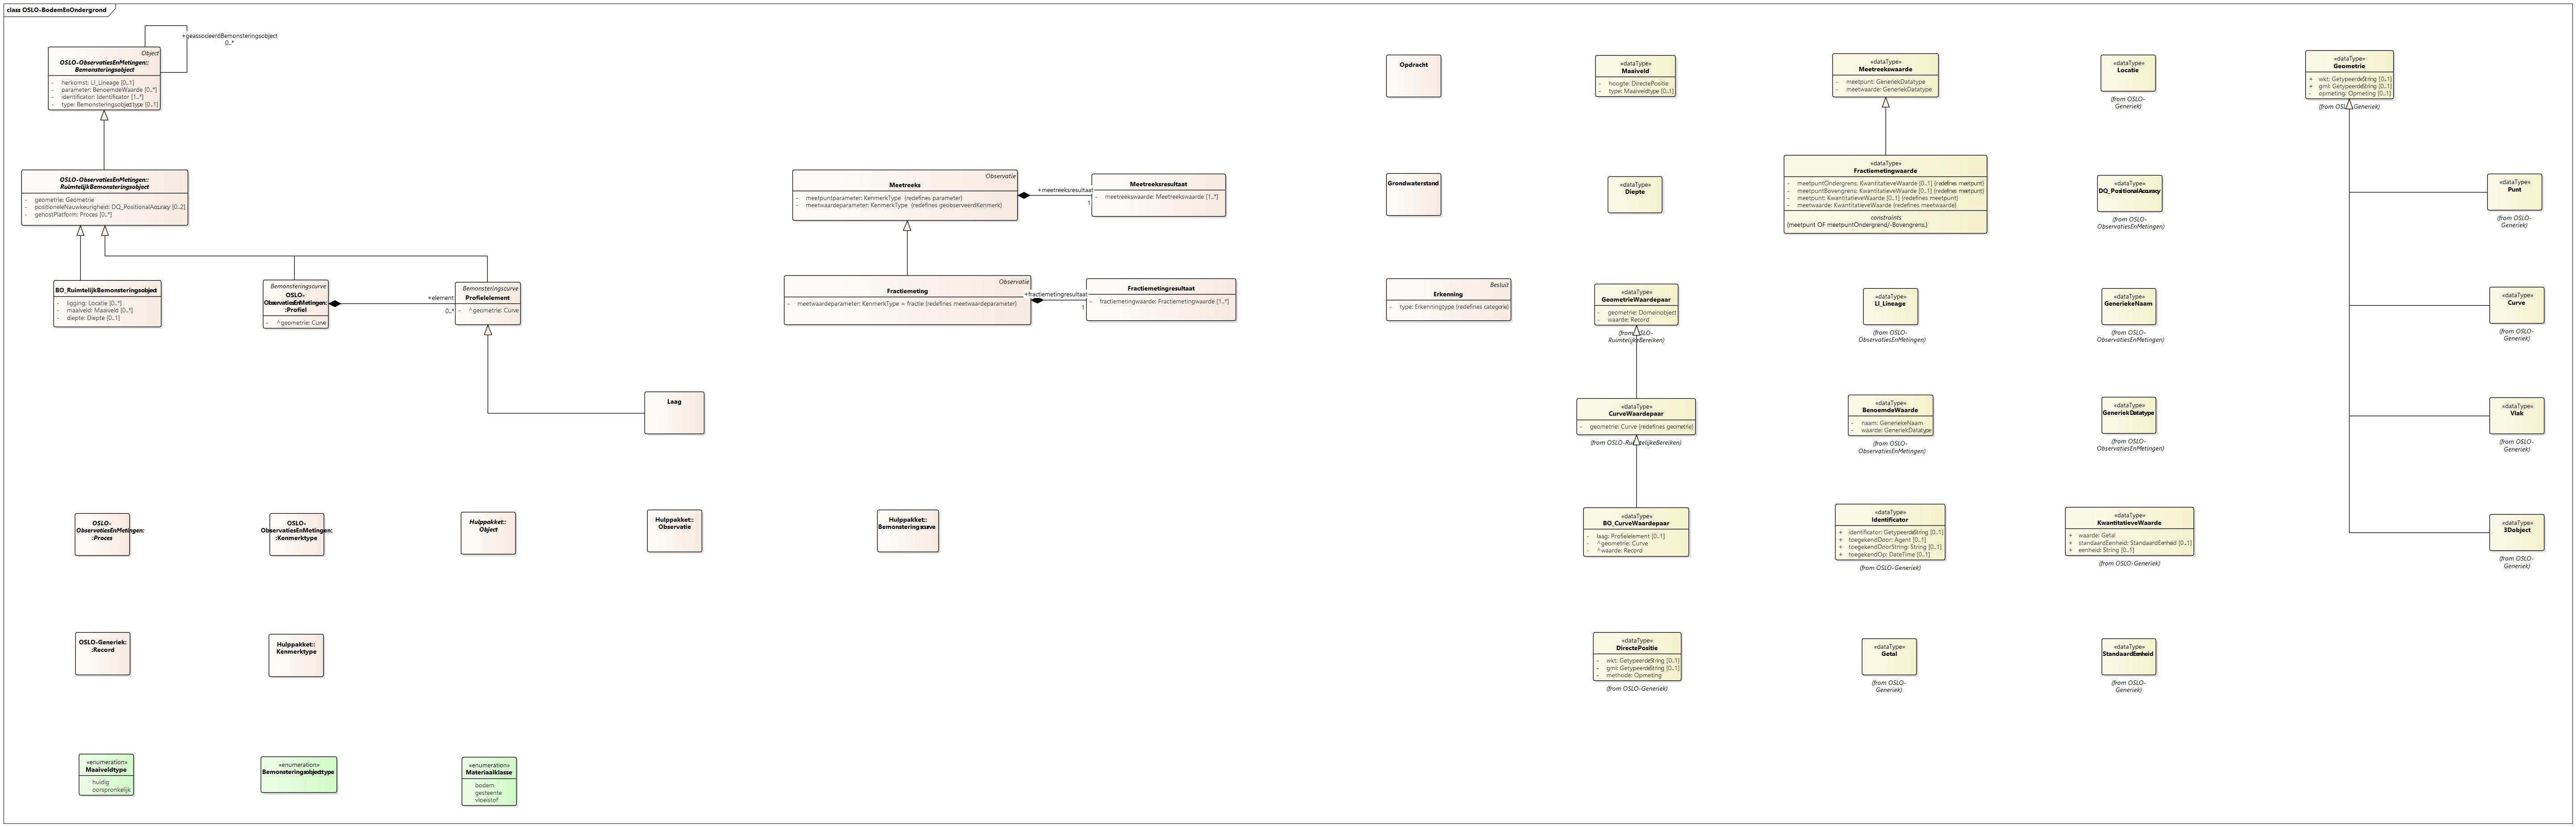 class OSLO-BodemEnOndergrond
+geassocieerdBemonsteringsobject
0..*
Object
OSLO-ObservatiesEnMetingen::
Bemonsteringsobject
- herkomst: LI_Lineage [0..1]
- parameter: BenoemdeWaarde [0..*]
- identificator: Identificator [1..*]
- type: Bemonsteringsobjecttype [0..1]
OSLO-ObservatiesEnMetingen::
RuimtelijkBemonsteringsobject
- geometrie: Geometrie
- positioneleNauwkeurigheid: DQ_PositionalAccuracy [0..2]
- gehostPlatform: Proces [0..*]
BO_RuimtelijkBemonsteringsobject
- ligging: Locatie [0..*]
- maaiveld: Maaiveld [0..*]
- diepte: Diepte [0..1]
Bemonsteringscurve
OSLO-
ObservatiesEnMetingen:
:Profiel
- ^geometrie: Curve
+element
0..*
Bemonsteringscurve
Profielelement
- ^geometrie: Curve
Laag
Observatie
Meetreeks
- meetpuntparameter: KenmerkType (redefines parameter)
- meetwaardeparameter: KenmerkType (redefines geobserveerdKenmerk)
+meetreeksresultaat
1
Meetreeksresultaat
- meetreekswaarde: Meetreekswaarde [1..*]
Observatie
Fractiemeting
- meetwaardeparameter: KenmerkType = fractie (redefines meetwaardeparameter)
+fractiemetingresultaat
1
Fractiemetingresultaat
- fractiemetingwaarde: Fractiemetingwaarde [1..*]
Opdracht
Grondwaterstand
Besluit
Erkenning
- type: Erkenningtype (redefines categorie)
«dataType»
Maaiveld
- hoogte: DirectePositie
- type: Maaiveldtype [0..1]
«dataType»
Diepte
«dataType»
GeometrieWaardepaar
- geometrie: Domeinobject
- waarde: Record
(from OSLO-
RuimtelijkeBereiken)
«dataType»
CurveWaardepaar
- geometrie: Curve (redefines geometrie)
(from OSLO-RuimtelijkeBereiken)
«dataType»
BO_CurveWaardepaar
- laag: Profielelement [0..1]
- ^geometrie: Curve
- ^waarde: Record
«dataType»
DirectePositie
- wkt: GetypeerdeString [0..1]
- gml: GetypeerdeString [0..1]
- methode: Opmeting
(from OSLO-Generiek)
«dataType»
Meetreekswaarde
- meetpunt: GeneriekDatatype
- meetwaarde: GeneriekDatatype
«dataType»
Fractiemetingwaarde
- meetpuntOndergrens: KwantitatieveWaarde [0..1] (redefines meetpunt)
- meetpuntBovengrens: KwantitatieveWaarde [0..1] (redefines meetpunt)
- meetpunt: KwantitatieveWaarde [0..1] (redefines meetpunt)
- meetwaarde: KwantitatieveWaarde (redefines meetwaarde)
constraints
{meetpunt OF meetpuntOndergrend/-Bovengrens.}
«dataType»
LI_Lineage
(from OSLO-
ObservatiesEnMetingen)
«dataType»
BenoemdeWaarde
- naam: GeneriekeNaam
- waarde: GeneriekDatatype
(from OSLO-
ObservatiesEnMetingen)
«dataType»
Identificator
+ identificator: GetypeerdeString [0..1]
+ toegekendDoor: Agent [0..1]
+ toegekendDoorString: String [0..1]
+ toegekendOp: DateTime [0..1]
(from OSLO-Generiek)
«dataType»
Getal
(from OSLO-
Generiek)
«dataType»
Locatie
(from OSLO-
Generiek)
«dataType»
DQ_PositionalAccuracy
(from OSLO-
ObservatiesEnMetingen)
«dataType»
GeneriekeNaam
(from OSLO-
ObservatiesEnMetingen)
«dataType»
GeneriekDatatype
(from OSLO-
ObservatiesEnMetingen)
«dataType»
KwantitatieveWaarde
+ waarde: Getal
+ standaardEenheid: StandaardEenheid [0..1]
+ eenheid: String [0..1]
(from OSLO-Generiek)
«dataType»
StandaardEenheid
(from OSLO-
Generiek)
«dataType»
Geometrie
+ wkt: GetypeerdeString [0..1]
+ gml: GetypeerdeString [0..1]
- opmeting: Opmeting [0..1]
(from OSLO-Generiek)
«dataType»
Punt
(from OSLO-
Generiek)
«dataType»
Curve
(from OSLO-
Generiek)
«dataType»
Vlak
(from OSLO-
Generiek)
«dataType»
3Dobject
(from OSLO-
Generiek)
OSLO-
ObservatiesEnMetingen:
:Proces
OSLO-
ObservatiesEnMetingen:
:Kenmerktype
Hulppakket::
Object
Hulppakket::
Observatie
Hulppakket::
Bemonsteringscurve
OSLO-Generiek:
:Record
Hulppakket::
Kenmerktype
«enumeration»
Maaiveldtype
huidig
oorspronkelijk
«enumeration»
Bemonsteringsobjecttype
«enumeration»
Materiaalklasse
bodem
gesteente
vloeistof